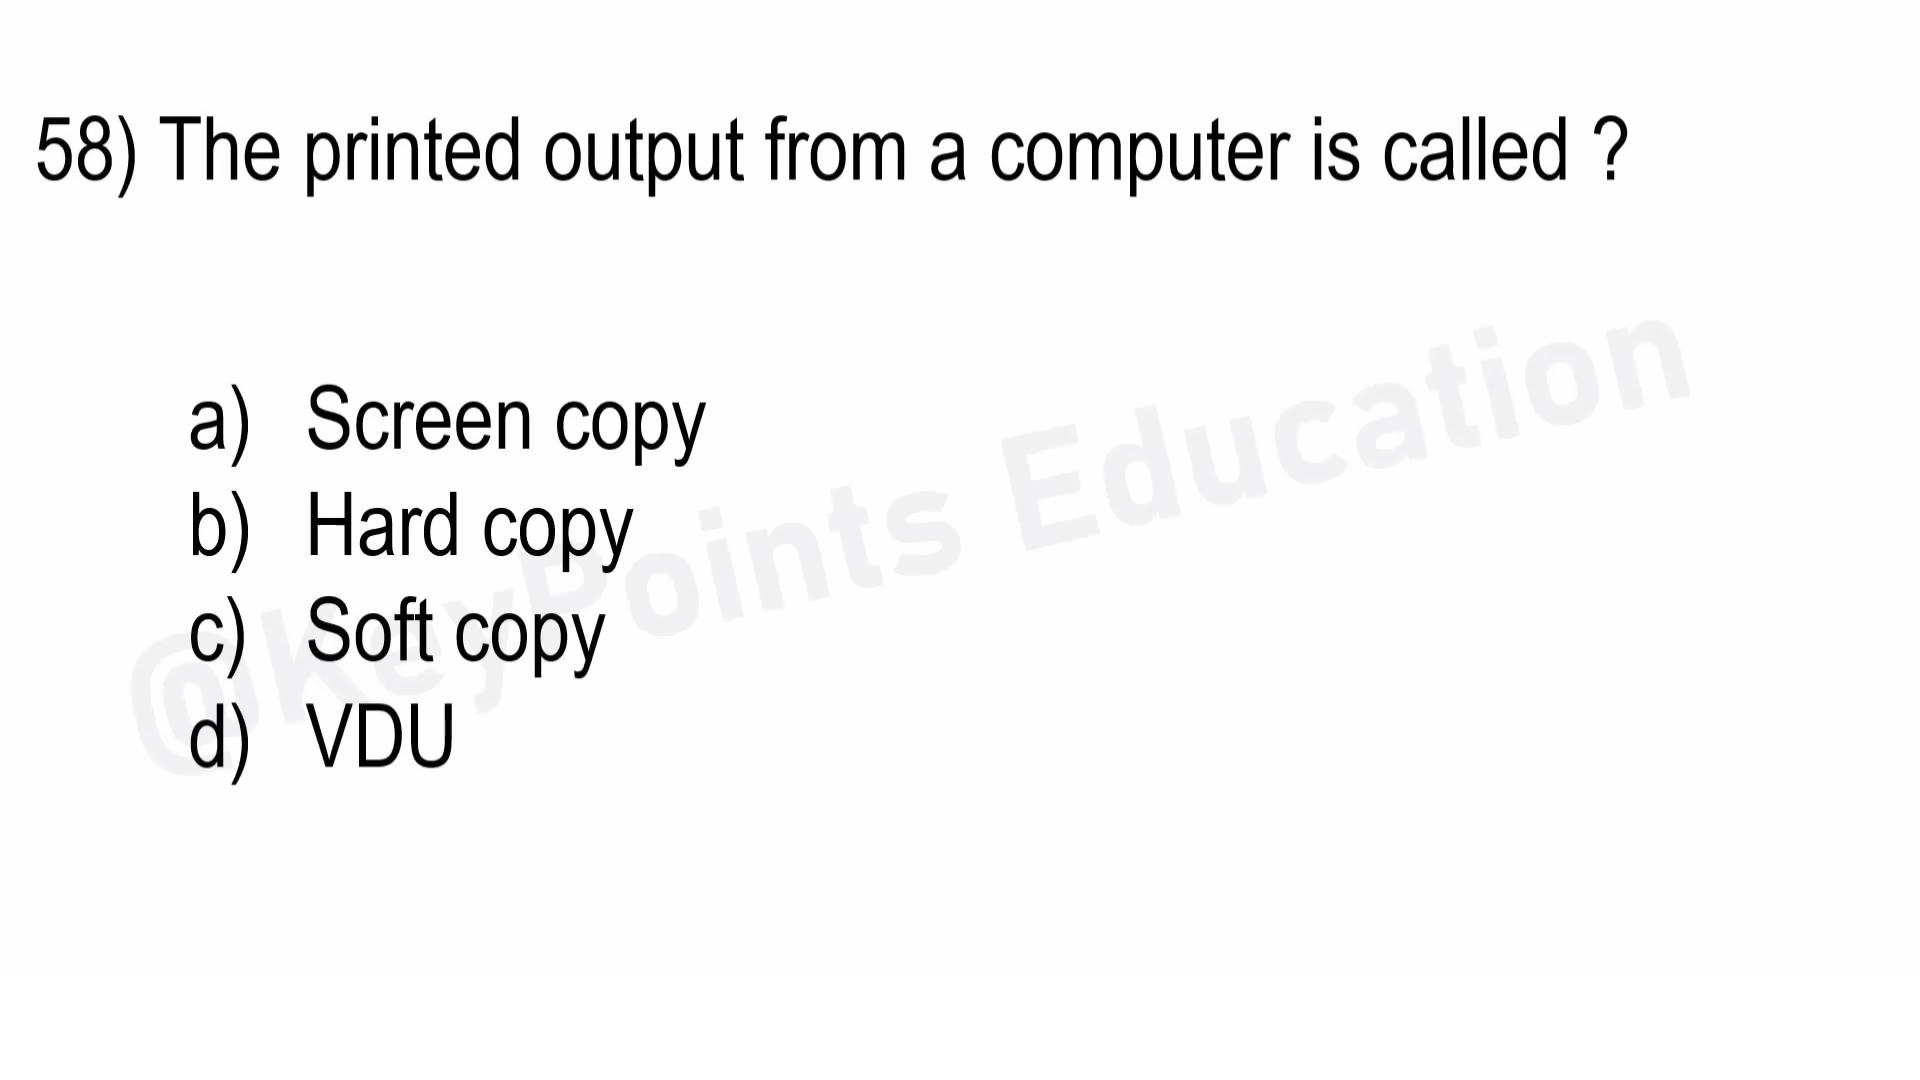 58) The printed output from a computer is called ?
a) Screen copy
b) Hard copy
c) Soft copy
d) VDU
@KeyPoints Education